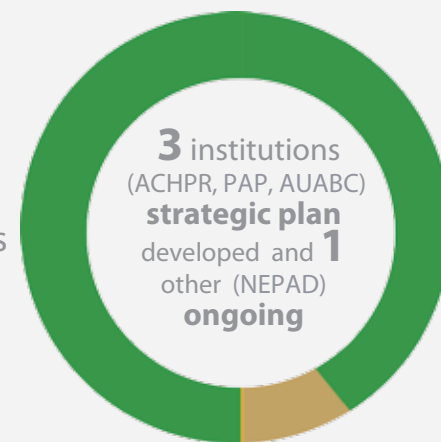 3 institutions
(ACHPR, PAP, AUABC)
strategic plan
developed and 1
other (NEPAD)
ongoing